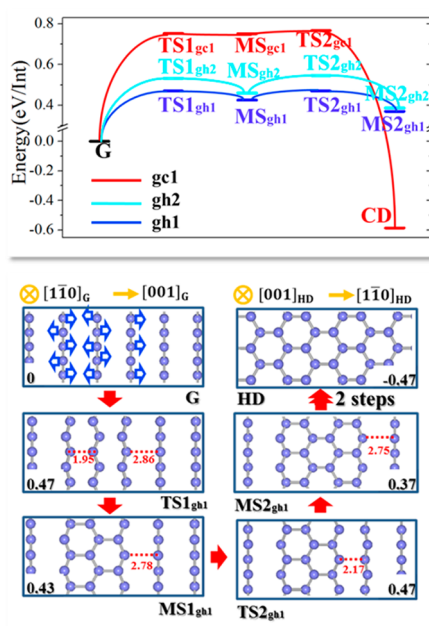 Energy(eV/Int)
0.8
0.6
0.4
0.0
-0.2
-0.4
-0.6
TS1gc1
MSgc1
TS2gc1
TS1gh2
MSgh2
TS2gh2
TS1gh1
MSgh1
TS2gh1
MS2gh2
MS2gh1
G
CD
gc1
gh2
gh1
[11̅0]G
[001]G
[001]HD
[11̅0]HD
0
G
-0.47
HD
2 steps
1.95
2.86
0.47
TS1gh1
2.75
0.37
MS2gh1
2.78
0.43
MS1gh1
2.17
0.47
TS2gh1